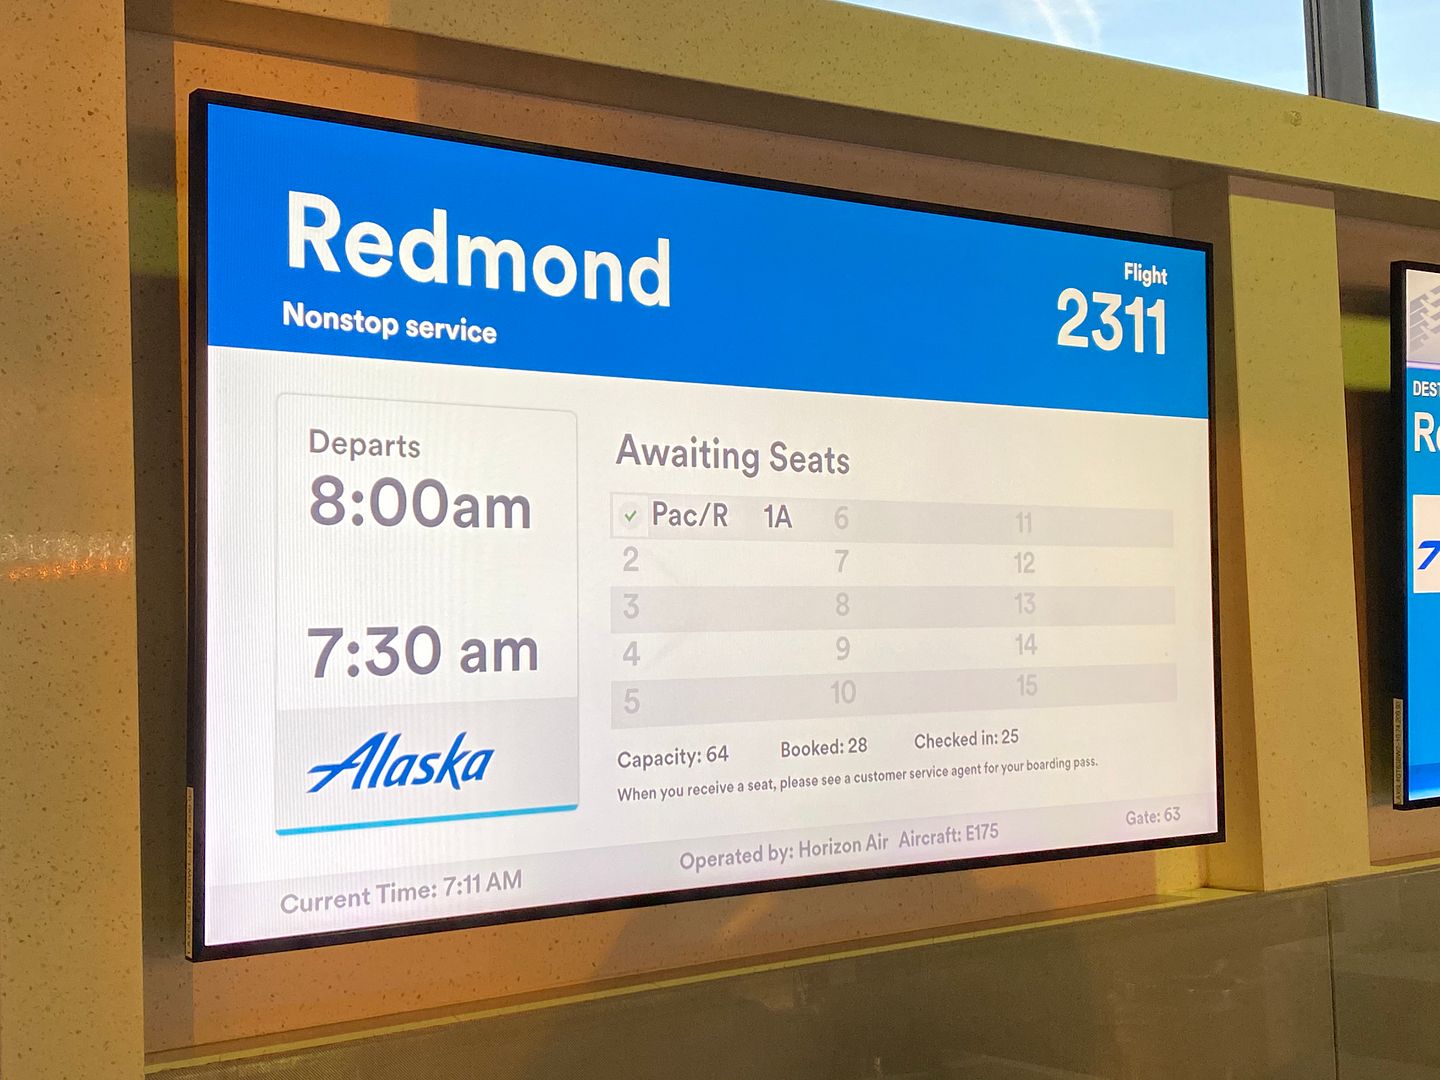 Redmond
Nonstop service
Flight
2311
Departs
8:00am
7:30 am
Alaska
Awaiting Seats
Pac/R 1A 6 11
2 7 12
3 8 13
4 9 14
5 10 15
Capacity: 64 Booked: 28 Checked in: 25
When you receive a seat, please see a customer service agent for your boarding pass.
Current Time: 7:11 AM
Operated by: Horizon Air Aircraft: E175
Gate: 63
DEST
R